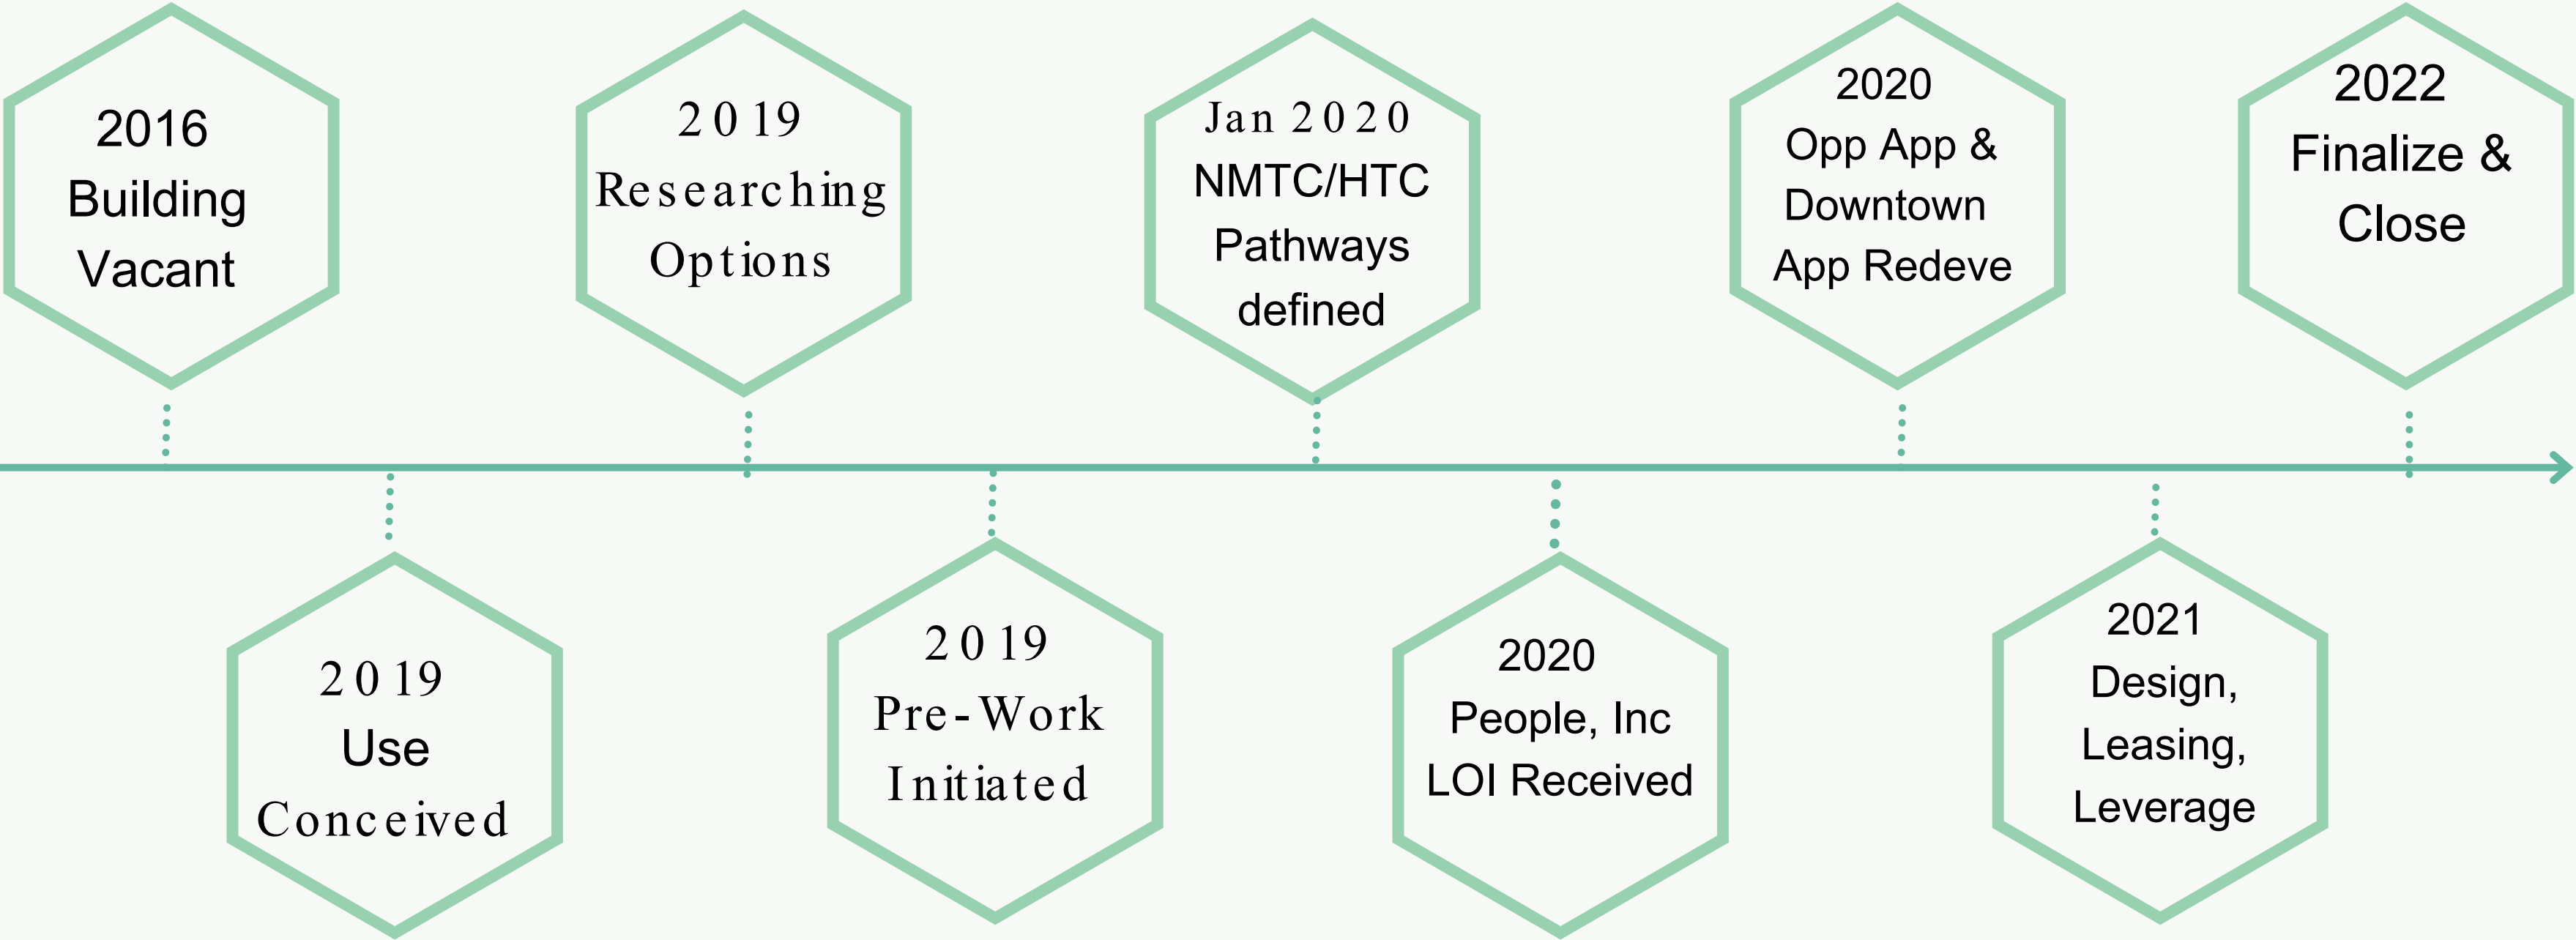 2016
Building
Vacant
2019
Use
Conceived
2019
Researching
Options
2019
Pre-Work
Initiated
Jan 2020
NMTC/HTC
Pathways
defined
2020
People, Inc
LOI Received
2020
Opp App &
Downtown
App Redeve
2021
Design,
Leasing,
Leverage
2022
Finalize &
Close